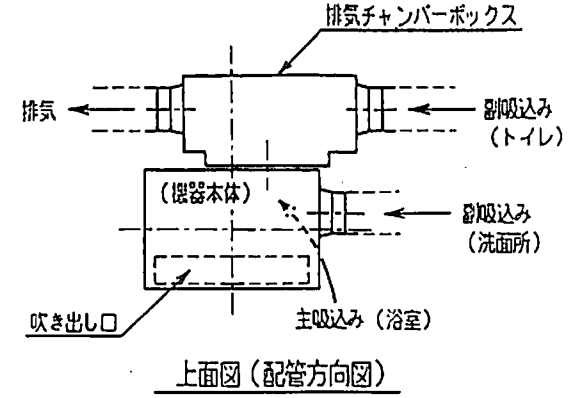 排気チャンバーボックス
排気
副吸込み
(トイレ)
(機器本体)
副吸込み
(洗面所)
吹き出し口
主吸込み(浴室)
上面図(配管方向図)